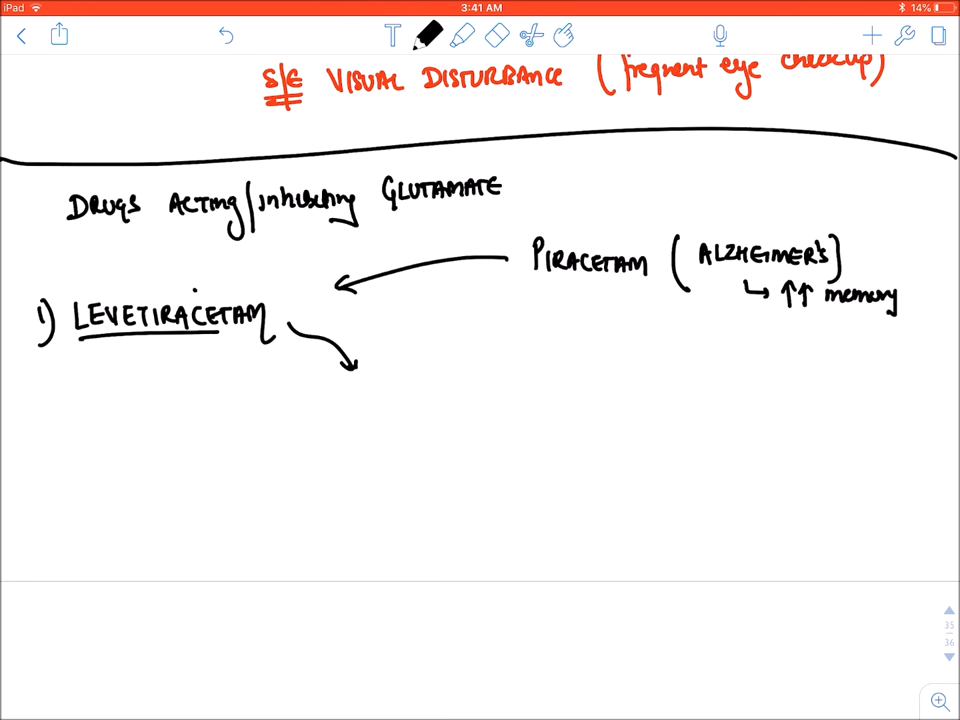 iPad 3:41 AM 14%
T
S/E VISUAL DISTURBANCE (frequent eye checkup)
DRUGS ACTING/inhibiting GLUTAMATE
PIRACETAM (ALZHEIMER's)
↳ ↑↑ memory
1) LEVETIRACETAM
35
36